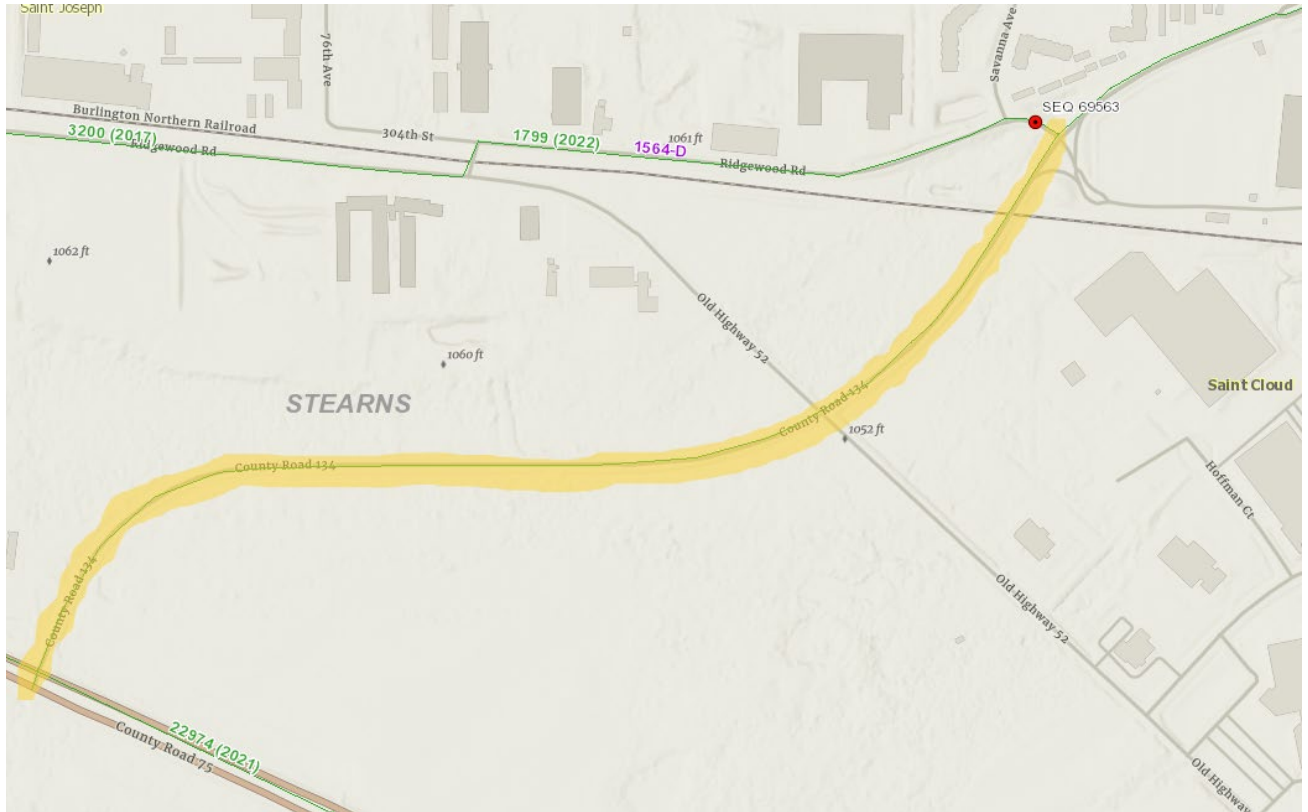 Saint Joseph
76th Ave
Savanna Ave
SEQ 69563
Burlington Northern Railroad
3200 (2017)
Ridgewood Rd
304th St
1799 (2022)
1061 ft
1564-D
Ridgewood Rd
1062 ft
Old Highway 52
1060 ft
STEARNS
Saint Cloud
County Road 134
1052 ft
County Road 134
Hoffman Ct
County Road 134
Old Highway 52
22974 (2021)
County Road 75
Old Highway